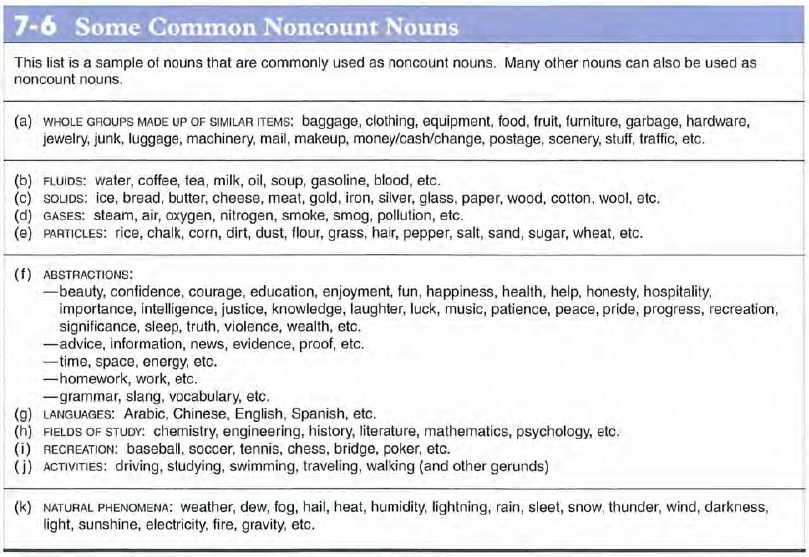 7-6 Some Common Noncount Nouns
This list is a sample of nouns that are commonly used as noncount nouns. Many other nouns can also be used as
noncount nouns.
(a) WHOLE GROUPS MADE UP OF SIMILAR ITEMS: baggage, clothing, equipment, food, fruit, furniture, garbage, hardware,
jewelry, junk, luggage, machinery, mail, makeup, money/cash/change, postage, scenery, stuff, traffic, etc.
(b) FLUIDS: water, coffee, tea, milk, oil, soup, gasoline, blood, etc.
(c) SOLIDS: ice, bread, butter, cheese, meat, gold, iron, silver, glass, paper, wood, cotton, wool, etc.
(d) GASES: steam, air, oxygen, nitrogen, smoke, smog, pollution, etc.
(e) PARTICLES: rice, chalk, corn, dirt, dust, flour, grass, hair, pepper, salt, sand, sugar, wheat, etc.
(f) ABSTRACTIONS:
—beauty, confidence, courage, education, enjoyment, fun, happiness, health, help, honesty, hospitality,
importance, intelligence, justice, knowledge, laughter, luck, music, patience, peace, pride, progress, recreation,
significance, sleep, truth, violence, wealth, etc.
—advice, information, news, evidence, proof, etc.
—time, space, energy, etc.
—homework, work, etc.
—grammar, slang, vocabulary, etc.
(g) LANGUAGES: Arabic, Chinese, English, Spanish, etc.
(h) FIELDS OF STUDY: chemistry, engineering, history, literature, mathematics, psychology, etc.
(i) RECREATION: baseball, soccer, tennis, chess, bridge, poker, etc.
(j) ACTIVITIES: driving, studying, swimming, traveling, walking (and other gerunds)
(k) NATURAL PHENOMENA: weather, dew, fog, hail, heat, humidity, lightning, rain, sleet, snow, thunder, wind, darkness,
light, sunshine, electricity, fire, gravity, etc.